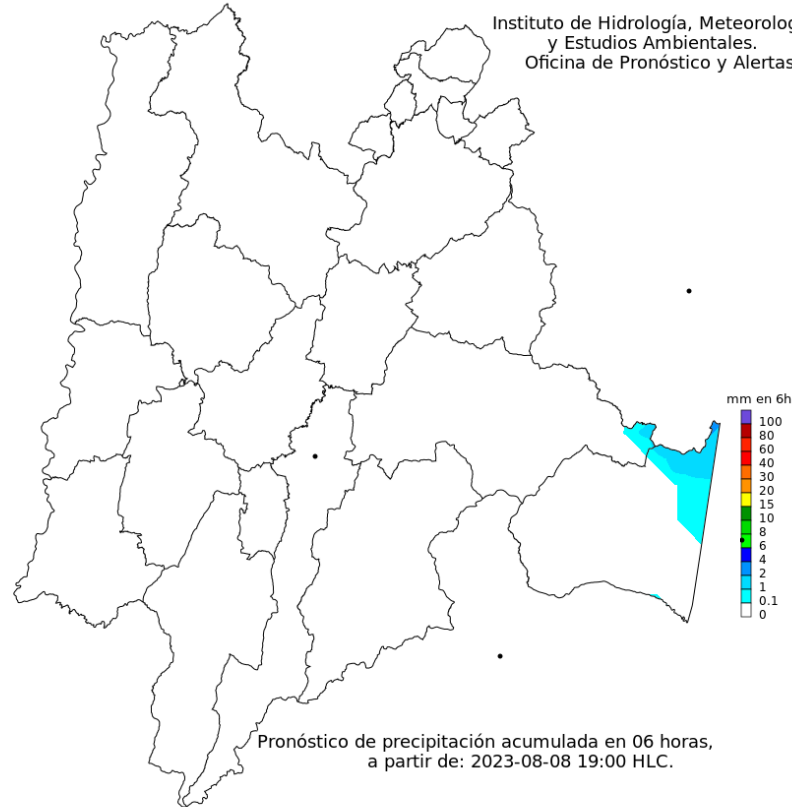 Instituto de Hidrología, Meteorolog
y Estudios Ambientales.
Oficina de Pronóstico y Alertas
mm en 6h
100
80
60
40
30
20
15
10
8
6
4
2
1
0.1
0
Pronóstico de precipitación acumulada en 06 horas,
a partir de: 2023-08-08 19:00 HLC.